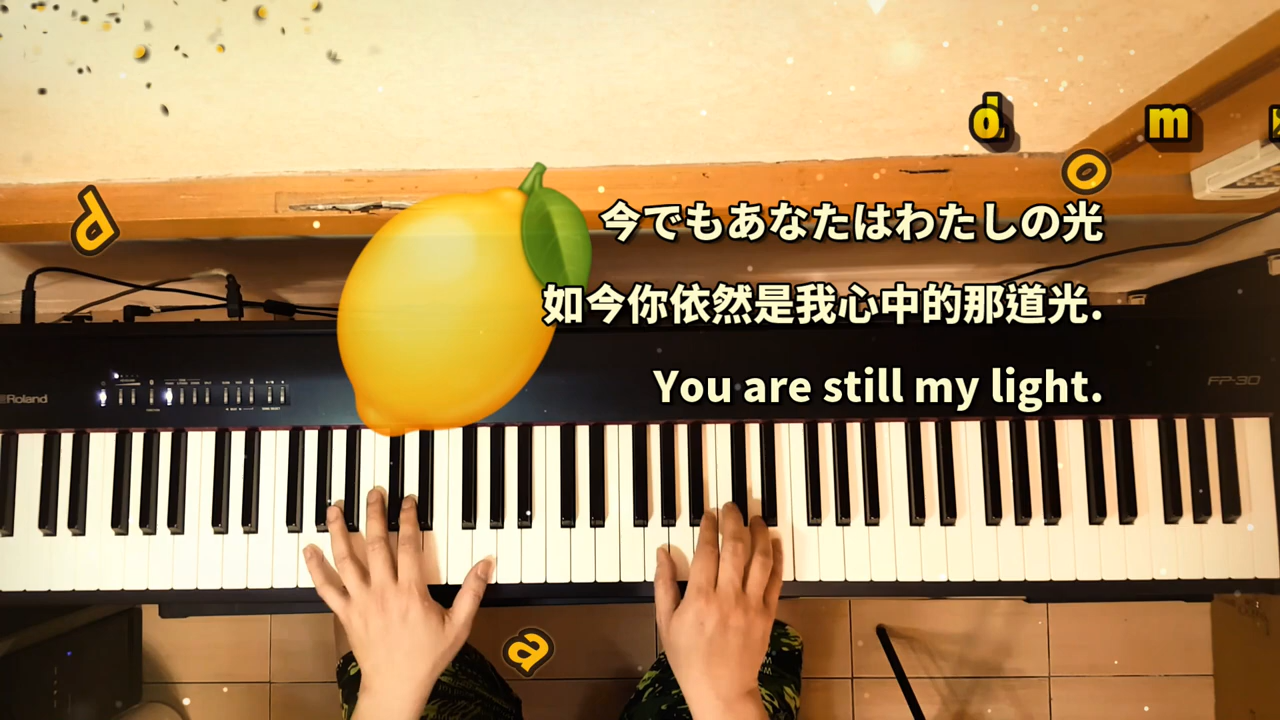 d
m
o
d
今でもあなたはわたしの光
如今你依然是我心中的那道光.
You are still my light.
Roland
FP-30
a